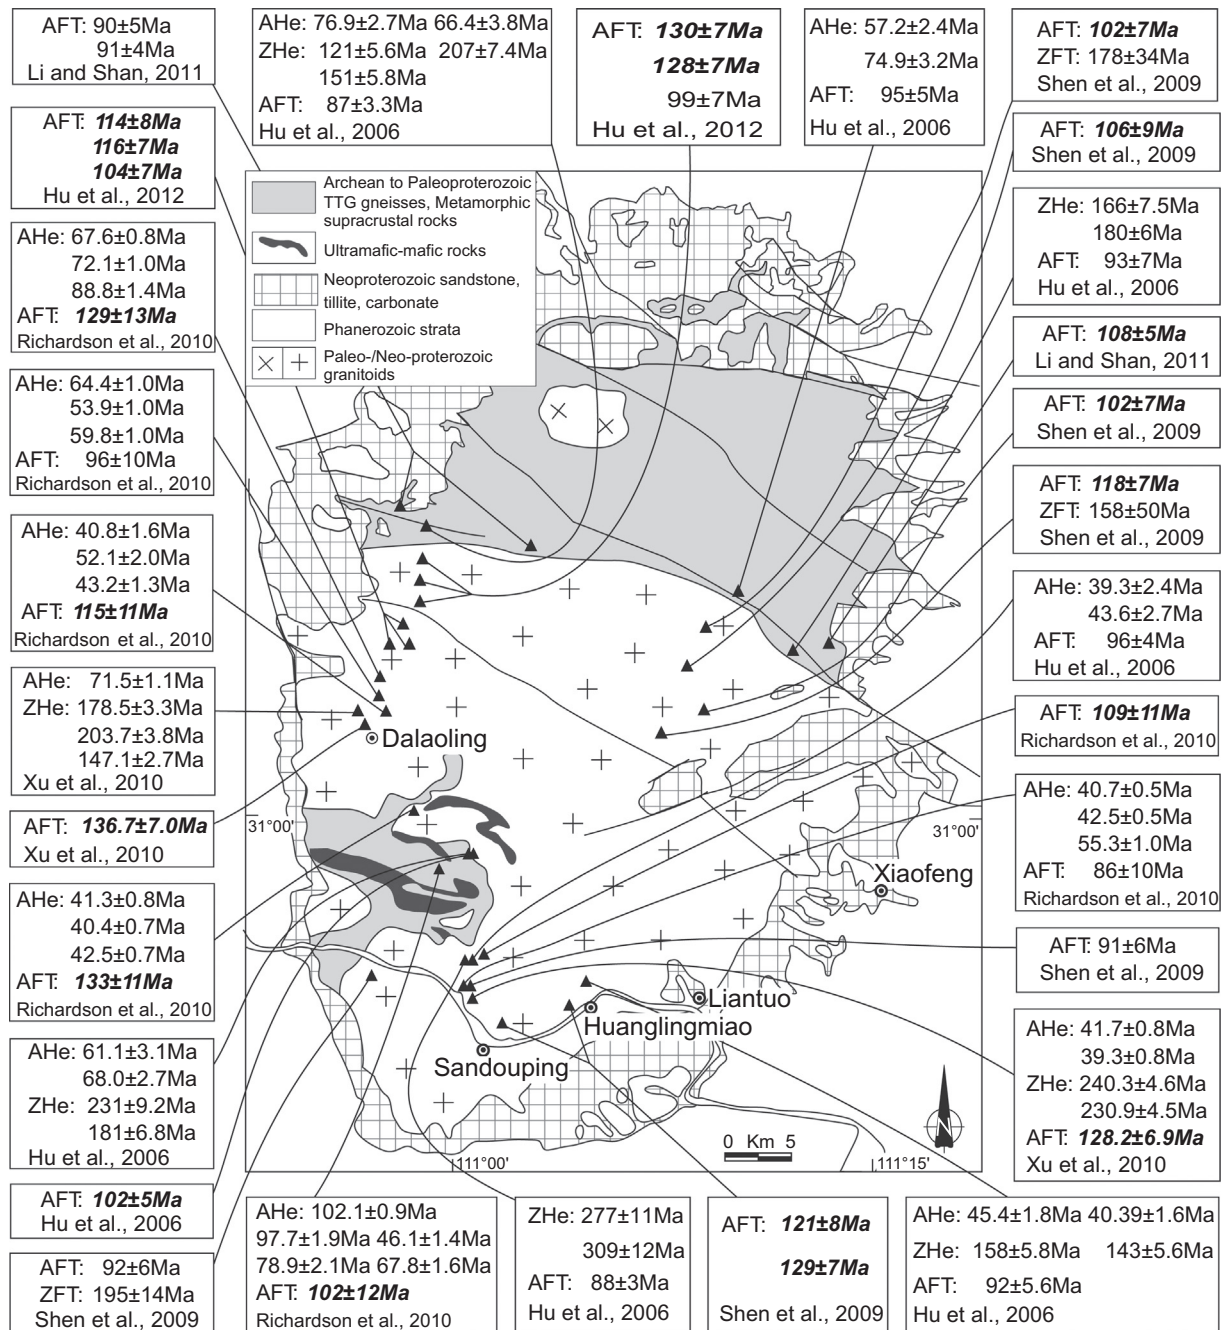 AFT: 90±5Ma
91±4Ma
Li and Shan, 2011
AHe: 76.9±2.7Ma 66.4±3.8Ma
ZHe: 121±5.6Ma 207±7.4Ma
151±5.8Ma
AFT: 87±3.3Ma
Hu et al., 2006
AFT: 130±7Ma
128±7Ma
99±7Ma
Hu et al., 2012
AHe: 57.2±2.4Ma
74.9±3.2Ma
AFT: 95±5Ma
Hu et al., 2006
AFT: 102±7Ma
ZFT: 178±34Ma
Shen et al., 2009
AFT: 114±8Ma
116±7Ma
104±7Ma
Hu et al., 2012
AFT: 106±9Ma
Shen et al., 2009
AHe: 67.6±0.8Ma
72.1±1.0Ma
88.8±1.4Ma
AFT: 129±13Ma
Richardson et al., 2010
ZHe: 166±7.5Ma
180±6Ma
AFT: 93±7Ma
Hu et al., 2006
AFT: 108±5Ma
Li and Shan, 2011
AHe: 64.4±1.0Ma
53.9±1.0Ma
59.8±1.0Ma
AFT: 96±10Ma
Richardson et al., 2010
AFT: 102±7Ma
Shen et al., 2009
AFT: 118±7Ma
ZFT: 158±50Ma
Shen et al., 2009
AHe: 40.8±1.6Ma
52.1±2.0Ma
43.2±1.3Ma
AFT: 115±11Ma
Richardson et al., 2010
AHe: 39.3±2.4Ma
43.6±2.7Ma
AFT: 96±4Ma
Hu et al., 2006
AHe: 71.5±1.1Ma
ZHe: 178.5±3.3Ma
203.7±3.8Ma
147.1±2.7Ma
Xu et al., 2010
AFT: 109±11Ma
Richardson et al., 2010
AFT: 136.7±7.0Ma
Xu et al., 2010
AHe: 40.7±0.5Ma
42.5±0.5Ma
55.3±1.0Ma
AFT: 86±10Ma
Richardson et al., 2010
AHe: 41.3±0.8Ma
40.4±0.7Ma
42.5±0.7Ma
AFT: 133±11Ma
Richardson et al., 2010
AFT: 91±6Ma
Shen et al., 2009
AHe: 61.1±3.1Ma
68.0±2.7Ma
ZHe: 231±9.2Ma
181±6.8Ma
Hu et al., 2006
AHe: 41.7±0.8Ma
39.3±0.8Ma
ZHe: 240.3±4.6Ma
230.9±4.5Ma
AFT: 128.2±6.9Ma
Xu et al., 2010
AFT: 102±5Ma
Hu et al., 2006
AFT: 92±6Ma
ZFT: 195±14Ma
Shen et al., 2009
AHe: 102.1±0.9Ma
97.7±1.9Ma 46.1±1.4Ma
78.9±2.1Ma 67.8±1.6Ma
AFT: 102±12Ma
Richardson et al., 2010
ZHe: 277±11Ma
309±12Ma
AFT: 88±3Ma
Hu et al., 2006
AFT: 121±8Ma
129±7Ma
Shen et al., 2009
AHe: 45.4±1.8Ma 40.39±1.6Ma
ZHe: 158±5.8Ma 143±5.6Ma
AFT: 92±5.6Ma
Hu et al., 2006
Archean to Paleoproterozoic
TTG gneisses, Metamorphic
supracrustal rocks
Ultramafic-mafic rocks
Neoproterozoic sandstone,
tillite, carbonate
Phanerozoic strata
Paleo-/Neo-proterozoic
granitoids
Dalaoling
31°00'
31°00'
Xiaofeng
Liantuo
Huanglingmiao
Sandouping
N
0 Km 5
111°00'
111°15'